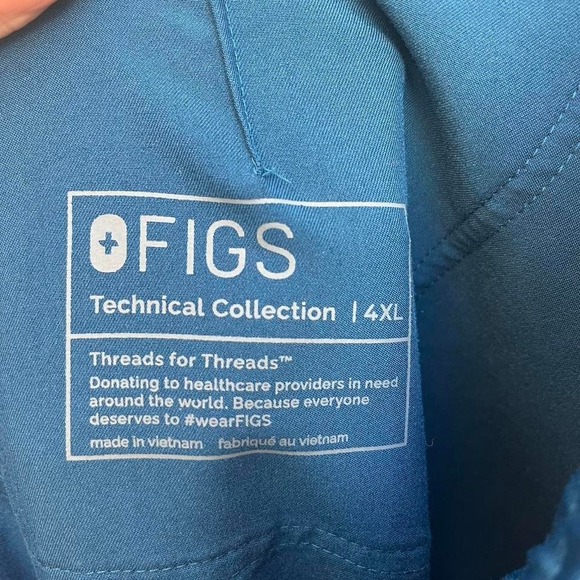 FIGS
Technical Collection | 4XL
Threads for Threads™
Donating to healthcare providers in need
around the world. Because everyone
deserves to #wearFIGS
made in vietnam fabriqué au vietnam